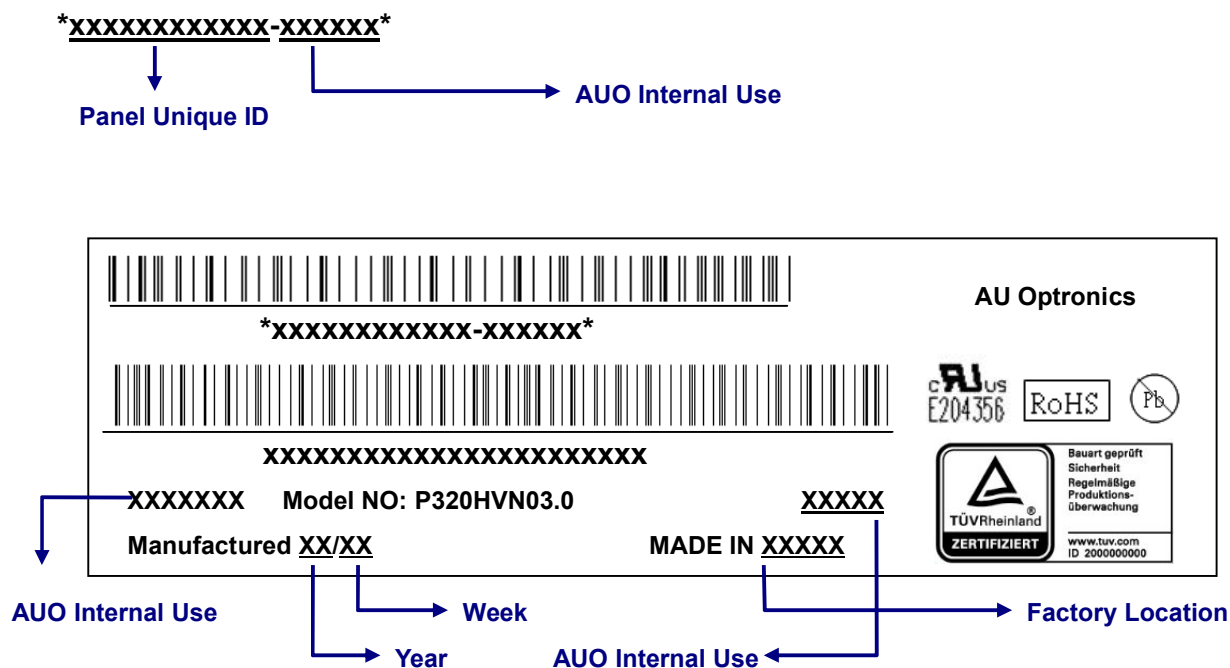 *xxxxxxxxxxxx-xxxxxx*
AUO Internal Use
Panel Unique ID
AU Optronics
*xxxxxxxxxxxx-xxxxxx*
c RU us
E204356
RoHS
Pb
xxxxxxxxxxxxxxxxxxxxxxx
Bauart geprüft
Sicherheit
Regelmäßige
Produktions-
überwachung
TÜVRheinland®
ZERTIFIZIERT
www.tuv.com
ID 2000000000
XXXXXXX Model NO: P320HVN03.0 XXXXX
Manufactured XX/XX MADE IN XXXXX
AUO Internal Use
Week
Factory Location
Year
AUO Internal Use